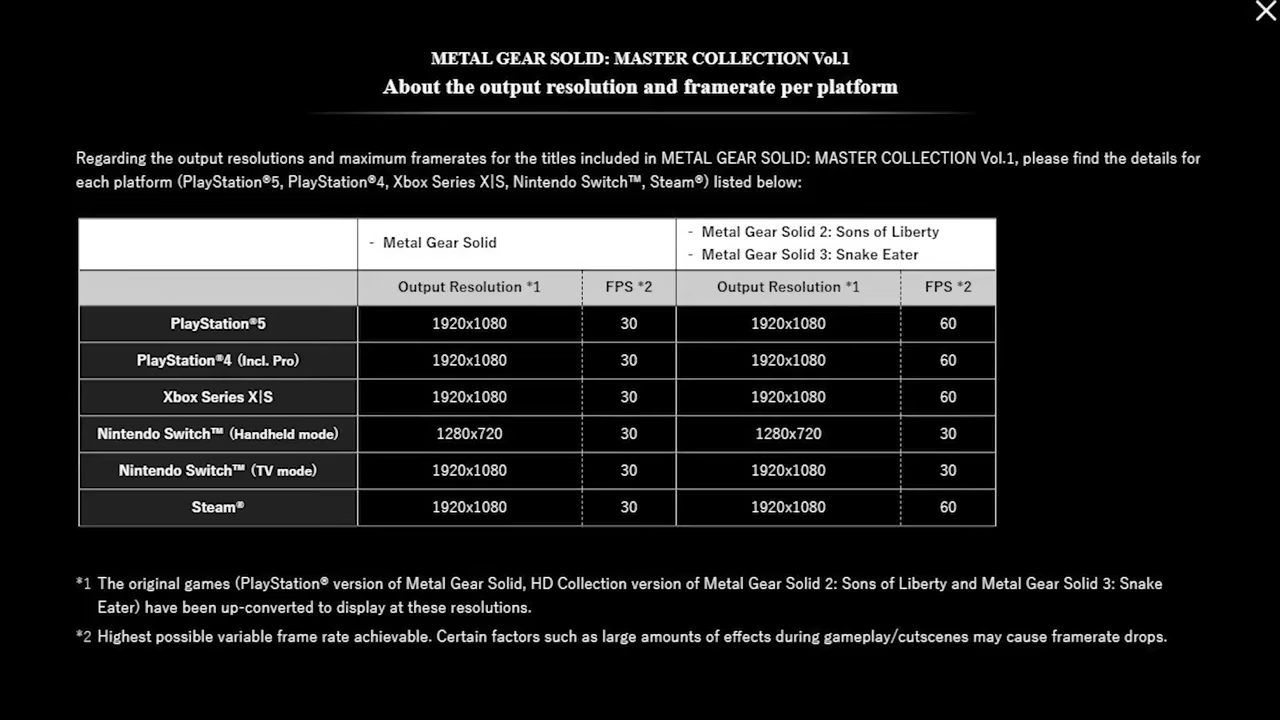 METAL GEAR SOLID: MASTER COLLECTION Vol.1
About the output resolution and framerate per platform
Regarding the output resolutions and maximum framerates for the titles included in METAL GEAR SOLID: MASTER COLLECTION Vol.1, please find the details for
each platform (PlayStation®5, PlayStation®4, Xbox Series X|S, Nintendo Switch™, Steam®) listed below:
- Metal Gear Solid
- Metal Gear Solid 2: Sons of Liberty
- Metal Gear Solid 3: Snake Eater
Output Resolution *1 FPS *2 Output Resolution *1 FPS *2
PlayStation®5 1920x1080 30 1920x1080 60
PlayStation®4 (Incl. Pro) 1920x1080 30 1920x1080 60
Xbox Series X|S 1920x1080 30 1920x1080 60
Nintendo Switch™ (Handheld mode) 1280x720 30 1280x720 30
Nintendo Switch™ (TV mode) 1920x1080 30 1920x1080 30
Steam® 1920x1080 30 1920x1080 60
*1 The original games (PlayStation® version of Metal Gear Solid, HD Collection version of Metal Gear Solid 2: Sons of Liberty and Metal Gear Solid 3: Snake
Eater) have been up-converted to display at these resolutions.
*2 Highest possible variable frame rate achievable. Certain factors such as large amounts of effects during gameplay/cutscenes may cause framerate drops.